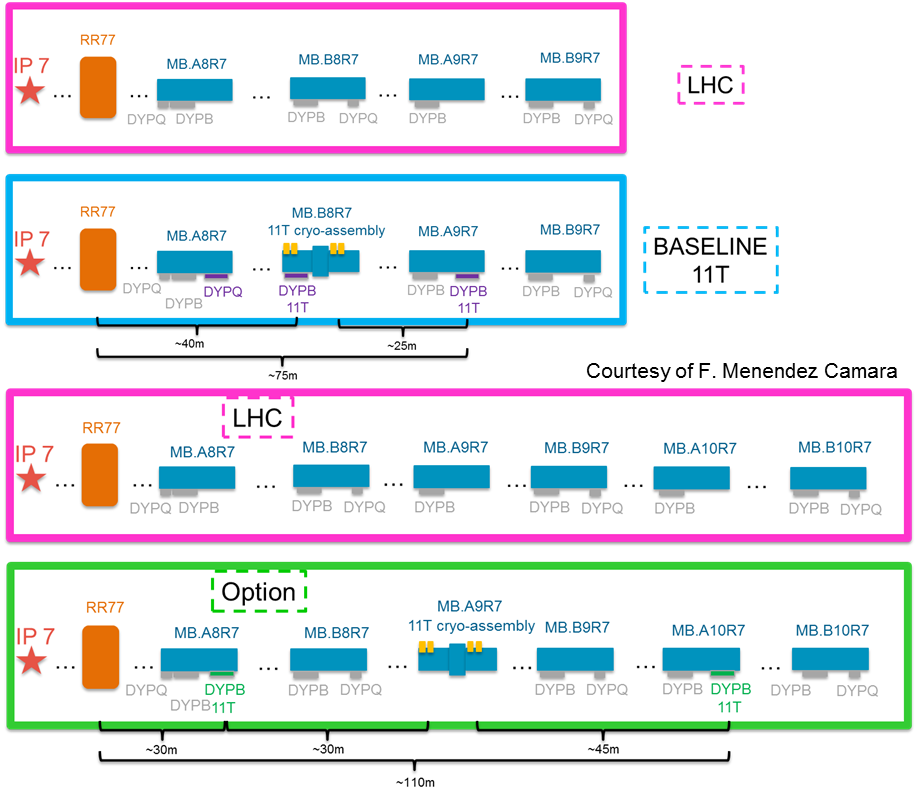 RR77
MB.A8R7
MB.B8R7
MB.A9R7
MB.B9R7
IP 7
... ... ... ... ...
DYPQ DYPB
DYPB DYPQ
DYPB
DYPB DYPQ
LHC
RR77
MB.A8R7
MB.B8R7
11T cryo-assembly
MB.A9R7
MB.B9R7
IP 7
... ... ... ... ...
DYPQ
DYPB
DYPQ
DYPB
11T
DYPB
DYPB
11T
DYPB
DYPQ
BASELINE
11T
~40m
~25m
~75m
Courtesy of F. Menendez Camara
LHC
RR77
MB.A8R7
MB.B8R7
MB.A9R7
MB.B9R7
MB.A10R7
MB.B10R7
IP 7
... ... ... ... ... ... ...
DYPQ DYPB
DYPB DYPQ
DYPB
DYPB DYPQ
DYPB
DYPB DYPQ
Option
RR77
MB.A8R7
MB.B8R7
MB.A9R7
11T cryo-assembly
MB.B9R7
MB.A10R7
MB.B10R7
IP 7
... ... ... ... ... ... ...
DYPQ
DYPB
DYPB
11T
DYPB DYPQ
DYPB DYPQ
DYPB
DYPB
11T
DYPB DYPQ
~30m
~30m
~45m
~110m